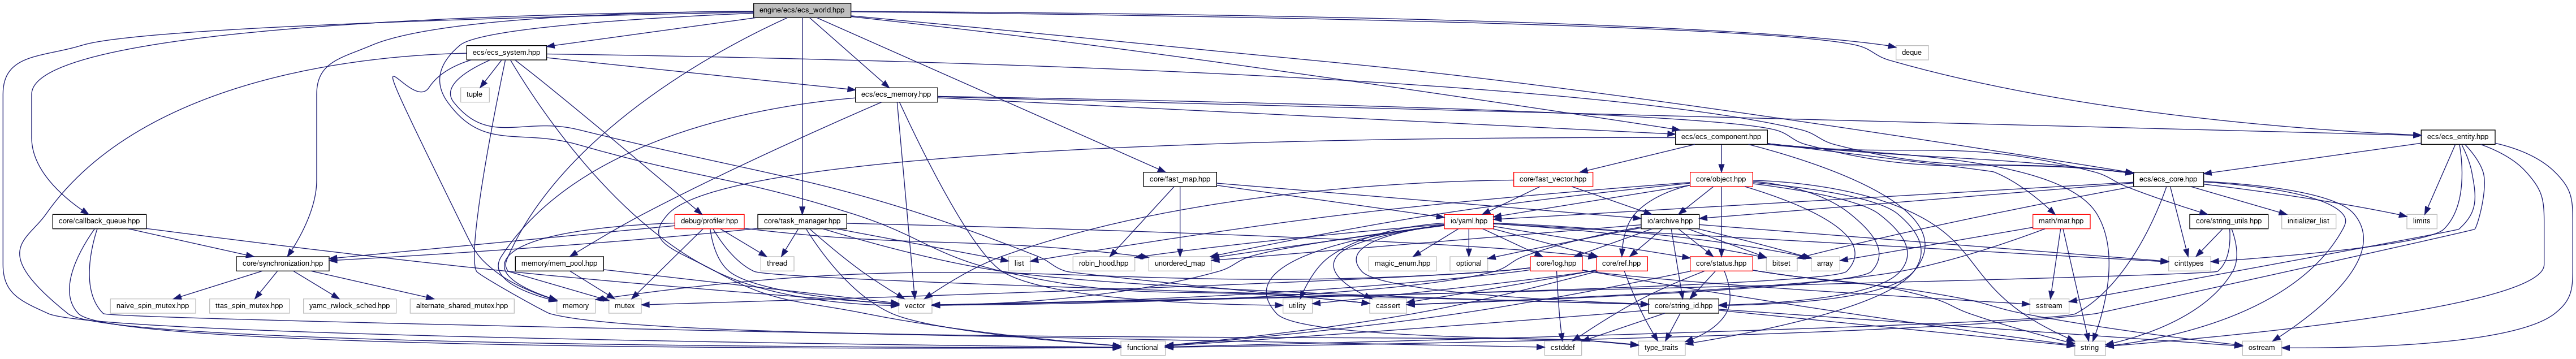 engine/ecs/ecs_world.hpp
ecs/ecs_system.hpp
deque
tuple
ecs/ecs_memory.hpp
ecs/ecs_component.hpp
ecs/ecs_entity.hpp
core/fast_map.hpp
core/fast_vector.hpp
core/object.hpp
ecs/ecs_core.hpp
core/callback_queue.hpp
debug/profiler.hpp
core/task_manager.hpp
io/yaml.hpp
io/archive.hpp
math/mat.hpp
core/string_utils.hpp
initializer_list
limits
core/synchronization.hpp
memory/mem_pool.hpp
thread
list
robin_hood.hpp
unordered_map
magic_enum.hpp
optional
core/log.hpp
core/ref.hpp
core/status.hpp
bitset
array
cinttypes
naive_spin_mutex.hpp
ttas_spin_mutex.hpp
yamc_rwlock_sched.hpp
alternate_shared_mutex.hpp
memory
mutex
vector
utility
cassert
core/string_id.hpp
sstream
functional
cstddef
type_traits
string
ostream